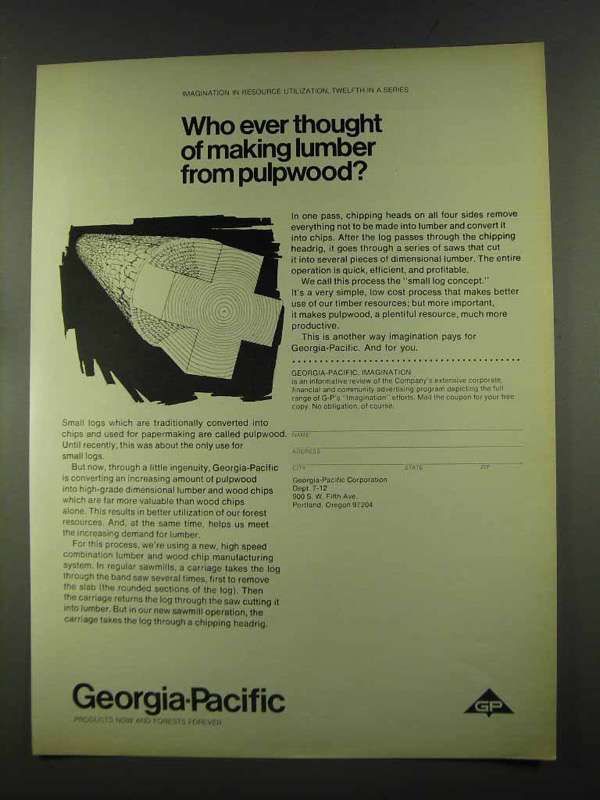 IMAGINATION IN RESOURCE UTILIZATION, TWELFTH IN A SERIES
Who ever thought
of making lumber
from pulpwood?
Small logs which are traditionally converted into
chips and used for papermaking are called pulpwood.
Until recently, this was about the only use for
small logs.
But now, through a little ingenuity, Georgia-Pacific
is converting an increasing amount of pulpwood
into high-grade dimensional lumber and wood chips
which are far more valuable than wood chips
alone. This results in better utilization of our forest
resources. And, at the same time, helps us meet
the increasing demand for lumber.
For this process, we're using a new, high speed
combination lumber and wood chip manufacturing
system. In regular sawmills, a carriage takes the log
through the band saw several times, first to remove
the slab (the rounded sections of the log). Then
the carriage returns the log through the saw cutting it
into lumber. But in our new sawmill operation, the
carriage takes the log through a chipping headrig.
In one pass, chipping heads on all four sides remove
everything not to be made into lumber and convert it
into chips. After the log passes through the chipping
headrig, it goes through a series of saws that cut
it into several pieces of dimensional lumber. The entire
operation is quick, efficient, and profitable.
We call this process the "small log concept."
It's a very simple, low cost process that makes better
use of our timber resources; but more important,
it makes pulpwood, a plentiful resource, much more
productive.
This is another way imagination pays for
Georgia-Pacific. And for you.
GEORGIA-PACIFIC, IMAGINATION
is an informative review of the Company's extensive corporate,
financial and community advertising program depicting the full
range of G-P's "Imagination" efforts. Mail the coupon for your free
copy. No obligation, of course.
NAME
ADDRESS
CITY STATE ZIP
Georgia-Pacific Corporation
Dept. 7-12
900 S. W. Fifth Ave.
Portland, Oregon 97204
Georgia-Pacific
PRODUCTS NOW AND FORESTS FOREVER
GP